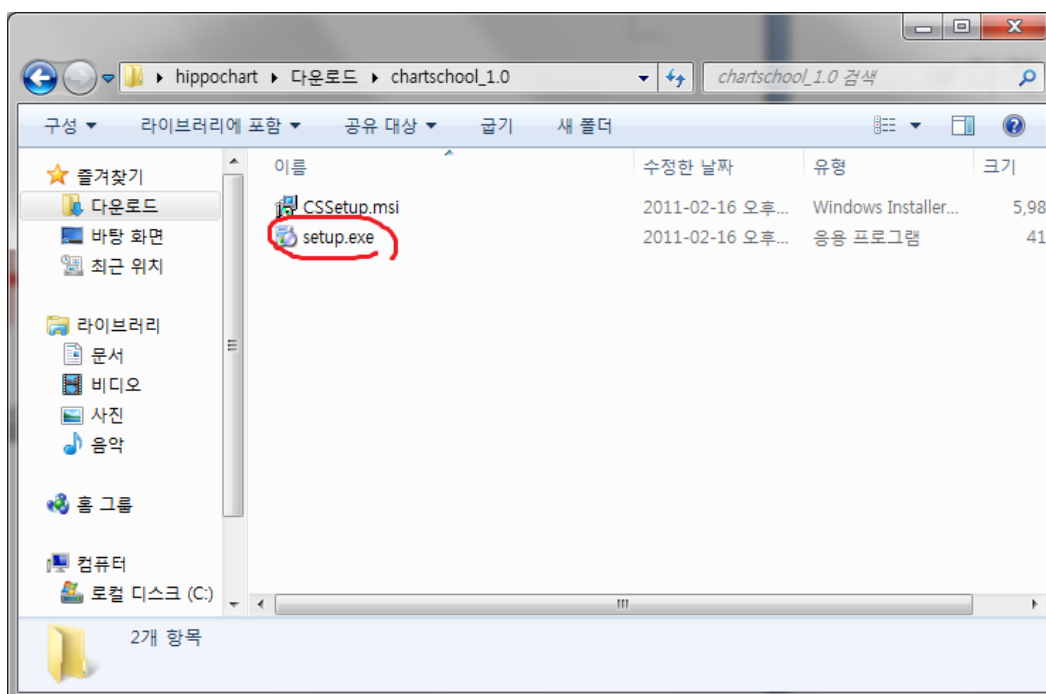 hippochart ▸ 다운로드 ▸ chartschool_1.0
chartschool_1.0 검색
구성 라이브러리에 포함 공유 대상 굽기 새 폴더
즐겨찾기
다운로드
바탕 화면
최근 위치
라이브러리
문서
비디오
사진
음악
홈 그룹
컴퓨터
로컬 디스크 (C:)
이름 수정한 날짜 유형 크기
CSSetup.msi 2011-02-16 오후... Windows Installer... 5,98
setup.exe 2011-02-16 오후... 응용 프로그램 41
2개 항목